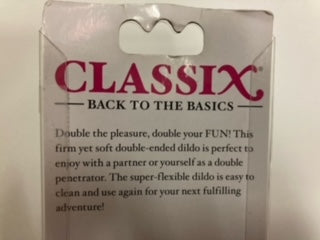 CLASSIX®
BACK TO THE BASICS
Double the pleasure, double your FUN! This
firm yet soft double-ended dildo is perfect to
enjoy with a partner or yourself as a double
penetrator. The super-flexible dildo is easy to
clean and use again for your next fulfilling
adventure!